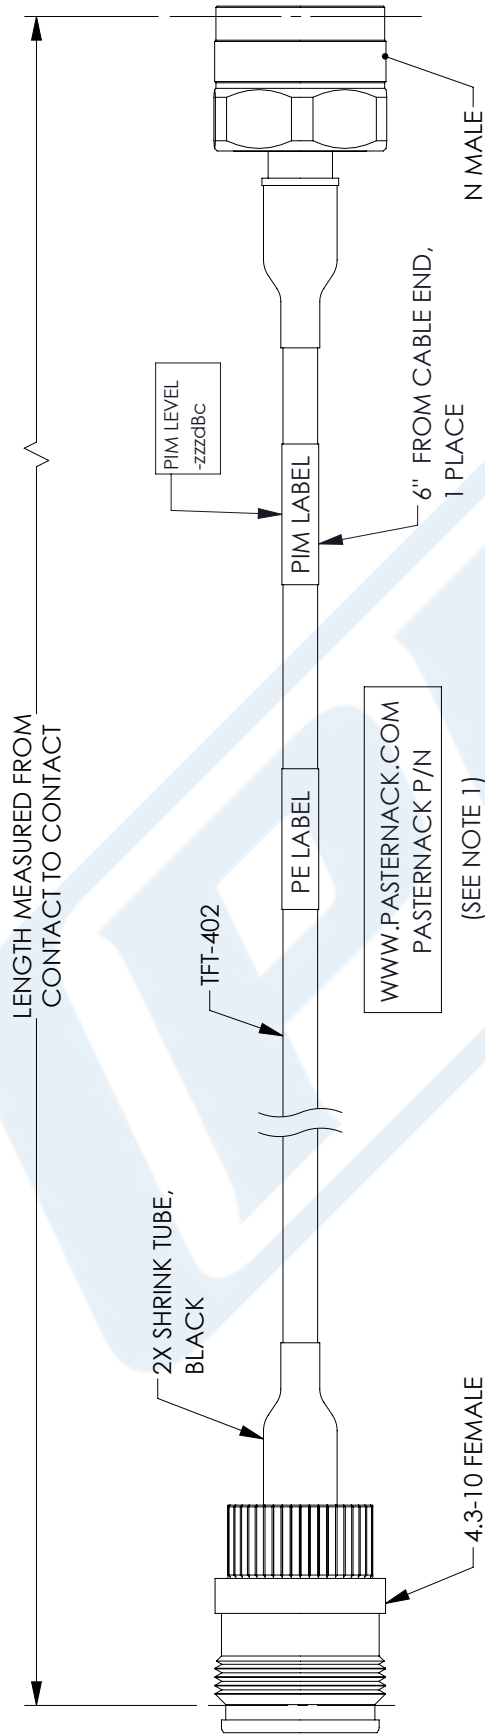 LENGTH MEASURED FROM
CONTACT TO CONTACT
2X SHRINK TUBE,
BLACK
TFT-402
PIM LEVEL
-zzzdBc
PE LABEL
PIM LABEL
4.3-10 FEMALE
WWW.PASTERNACK.COM
PASTERNACK P/N
(SEE NOTE 1)
6" FROM CABLE END,
1 PLACE
N MALE